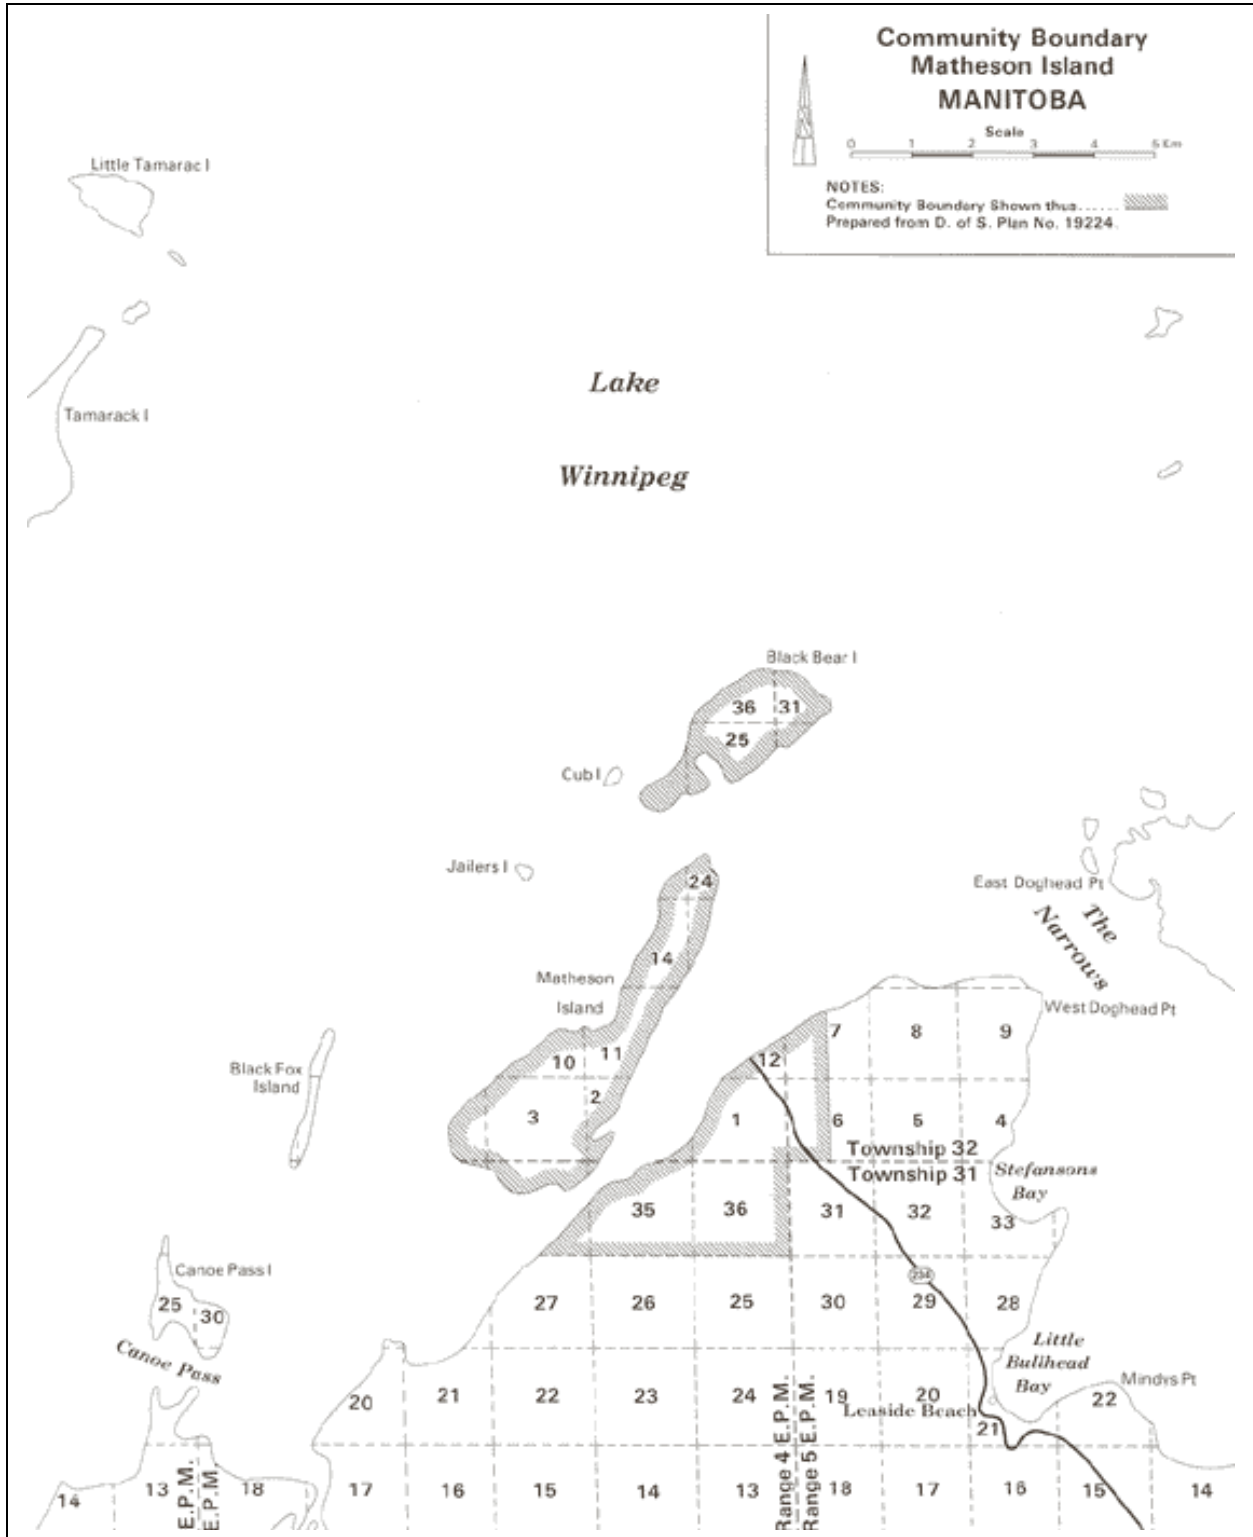 Community Boundary
Matheson Island
MANITOBA
Scale
0 1 2 3 4 5 Km
NOTES:
Community Boundary Shown thus......
Prepared from D. of S. Plan No. 19224.
Little Tamarac I
Tamarack I
Lake
Winnipeg
Black Bear I
36 31
25
Cub I
Jailers I
24
East Doghead Pt
The
Narrows
14
Matheson
Island
West Doghead Pt
7 8 9
10 11 12
Black Fox
Island
2
3 1 6 5 4
Township 32
Township 31
Stefansons
Bay
35 36 31 32 33
Canoe Pass I
234
25 30
27 26 25 30 29 28
Canoe Pass
Little
Bullhead
Bay
Mindys Pt
20 21 22 23 24 19 20 22
Leaside Beach
21
Range 4 E.P.M.
Range 5 E.P.M.
14 13 18 17 16 15 14 13 18 17 16 15 14
E.P.M.
E.P.M.